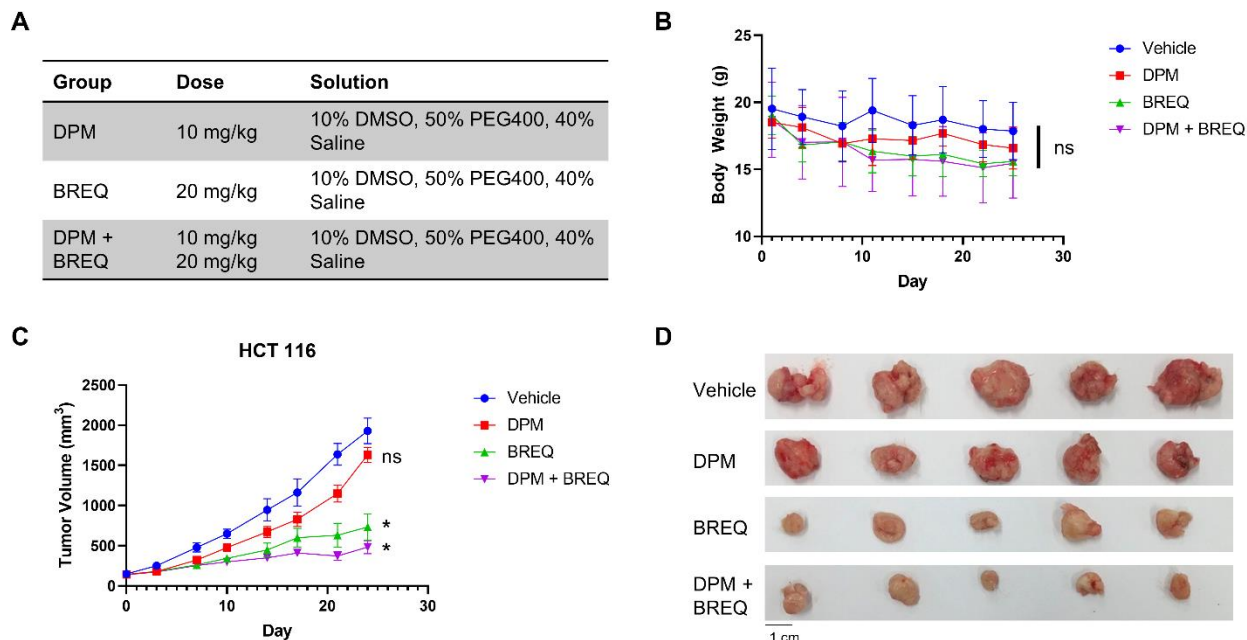 A
Group Dose Solution
DPM 10 mg/kg 10% DMSO, 50% PEG400, 40%
Saline
BREQ 20 mg/kg 10% DMSO, 50% PEG400, 40%
Saline
DPM + 10 mg/kg 10% DMSO, 50% PEG400, 40%
BREQ 20 mg/kg Saline
B
Body Weight (g)
25
20
15
10
0 10 20 30
Day
ns
Vehicle
DPM
BREQ
DPM + BREQ
C
HCT 116
Tumor Volume (mm3)
2500
2000
1500
1000
500
0
0 10 20 30
Day
ns
*
*
Vehicle
DPM
BREQ
DPM + BREQ
D
Vehicle
DPM
BREQ
DPM +
BREQ
1 cm